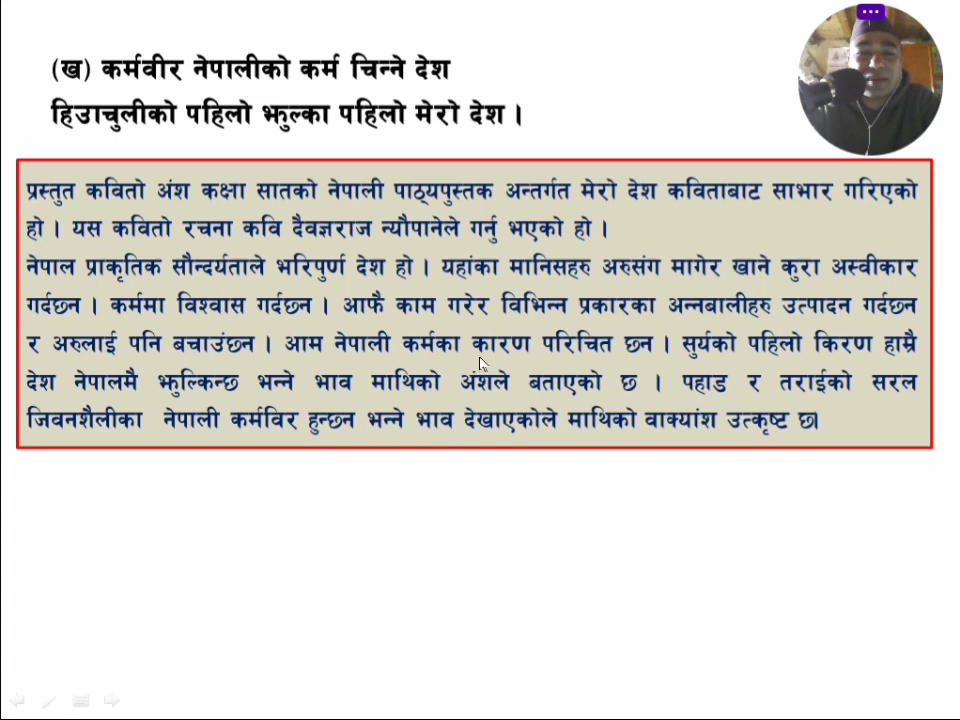 (ख) कर्मवीर नेपालीको कर्म चिन्ने देश
हिउाचुलीको पहिलो झुल्का पहिलो मेरो देश ।
प्रस्तुत कवितो अंश कक्षा सातको नेपाली पाठ्यपुस्तक अन्तर्गत मेरो देश कविताबाट साभार गरिएको
हो । यस कवितो रचना कवि दैवज्ञराज न्यौपानेले गर्नु भएको हो ।
नेपाल प्राकृतिक सौन्दर्यताले भरिपुर्ण देश हो । यहांका मानिसहरु अरुसंग मागेर खाने कुरा अस्वीकार
गर्दछन । कर्ममा विश्वास गर्दछन । आफै काम गरेर विभिन्न प्रकारका अन्नबालीहरु उत्पादन गर्दछन
र अरुलाई पनि बचाउंछन । आम नेपाली कर्मका कारण परिचित छन । सुर्यको पहिलो किरण हाम्रै
देश नेपालमै झुल्किन्छ भन्ने भाव माथिको अंशले बताएको छ । पहाड र तराईको सरल
जिवनशैलीका नेपाली कर्मविर हुन्छन भन्ने भाव देखाएकोले माथिको वाक्यांश उत्कृष्ट छ।